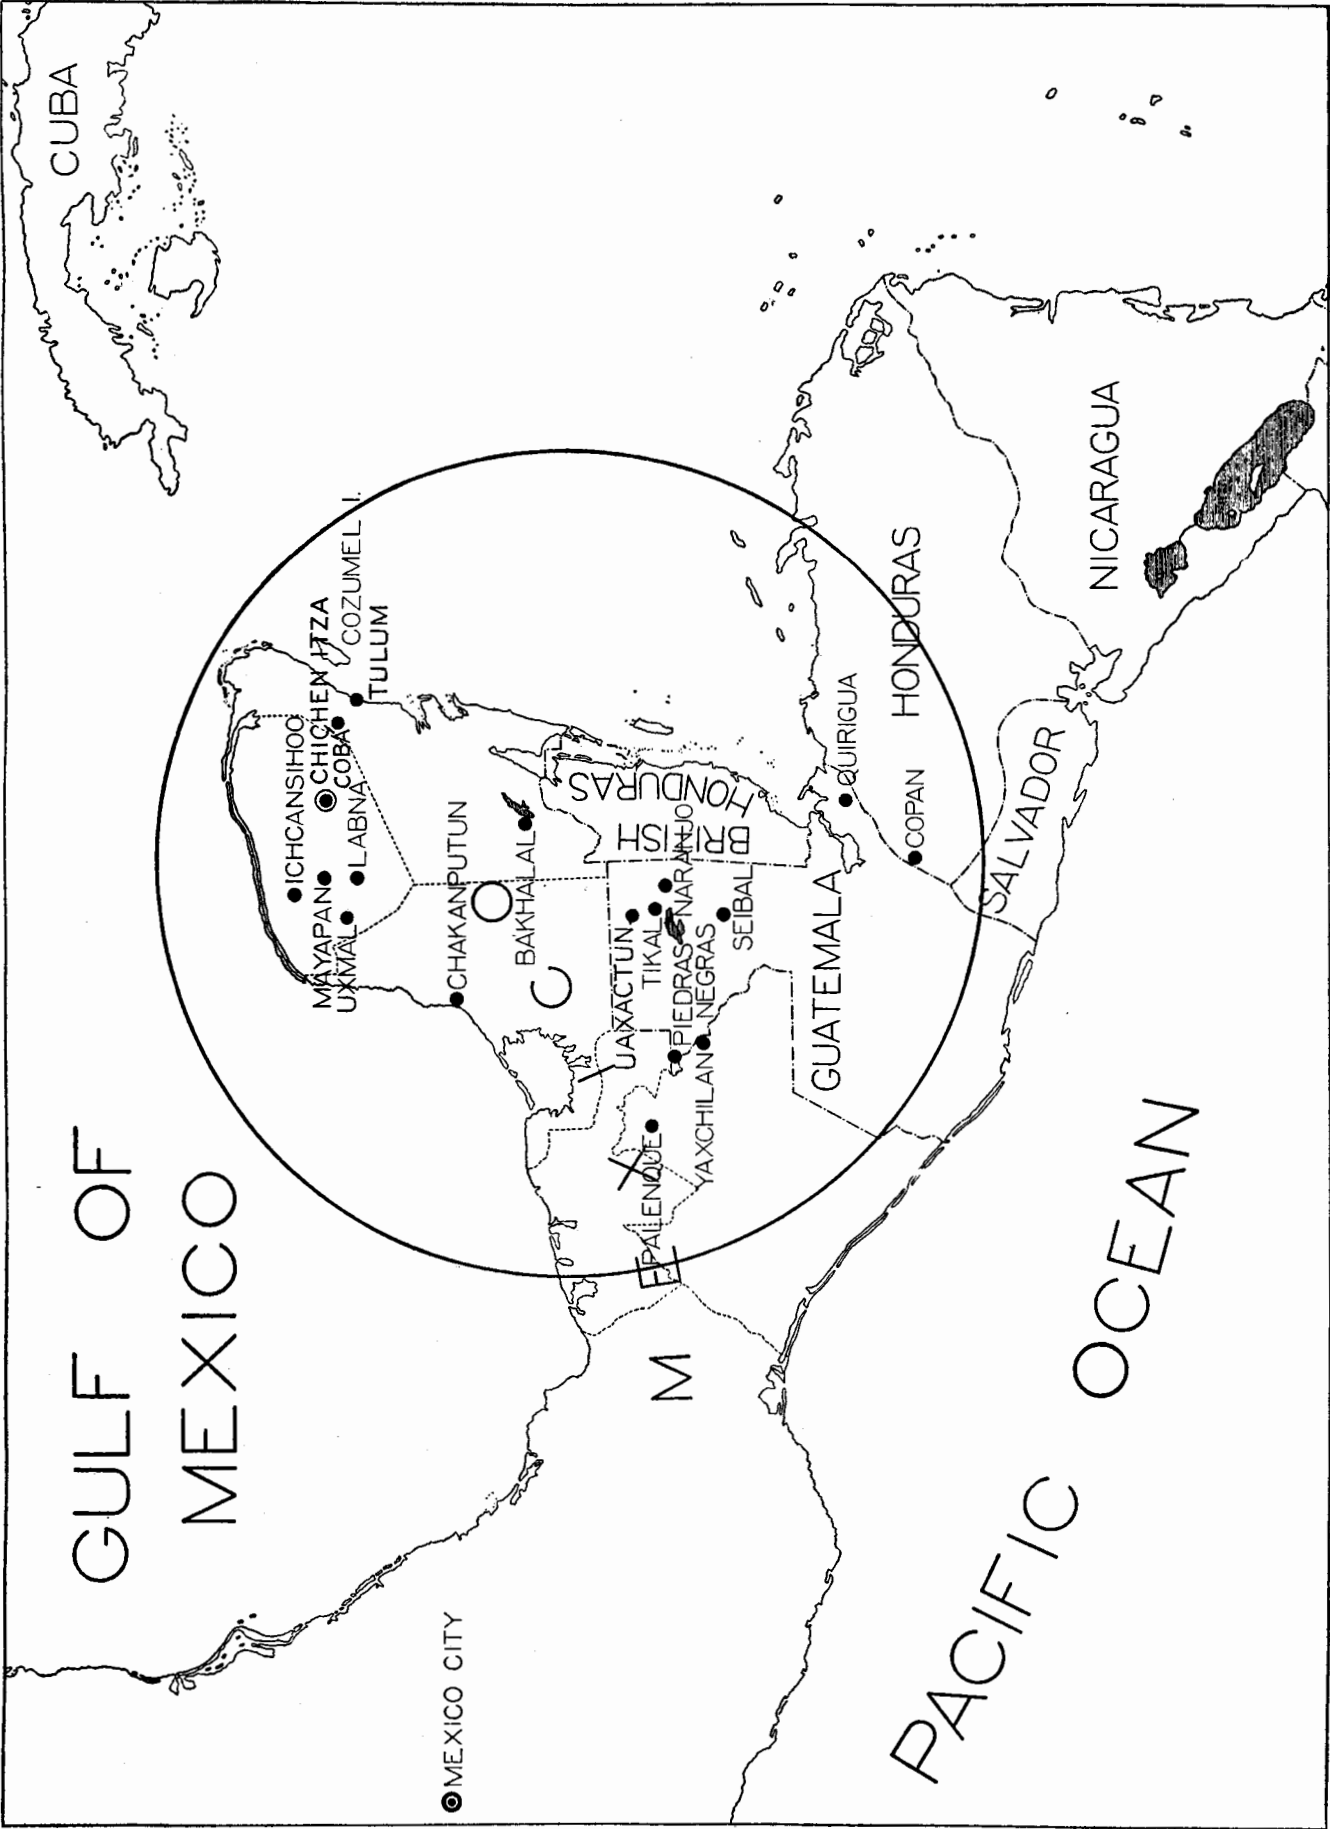 GULF OF
MEXICO
CUBA
MEXICO CITY
ICHCANSIHOO
MAYAPAN
CHICHEN ITZA
UXMAL
LABNA
COBA
COZUMEL I.
TULUM
CHAKANPUTUN
BAKHALAL
MEXICO
UAXACTUN
TIKAL
NARANJO
PIEDRAS
NEGRAS
PALENQUE
YAXCHILAN
SEIBAL
BRITISH
HONDURAS
GUATEMALA
QUIRIGUA
COPAN
HONDURAS
SALVADOR
NICARAGUA
PACIFIC OCEAN